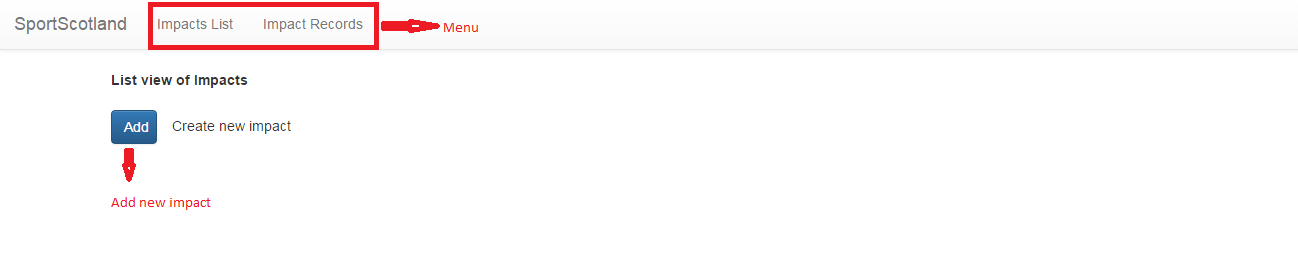 SportScotland Impacts List Impact Records Menu
List view of Impacts
Add Create new impact
Add new impact